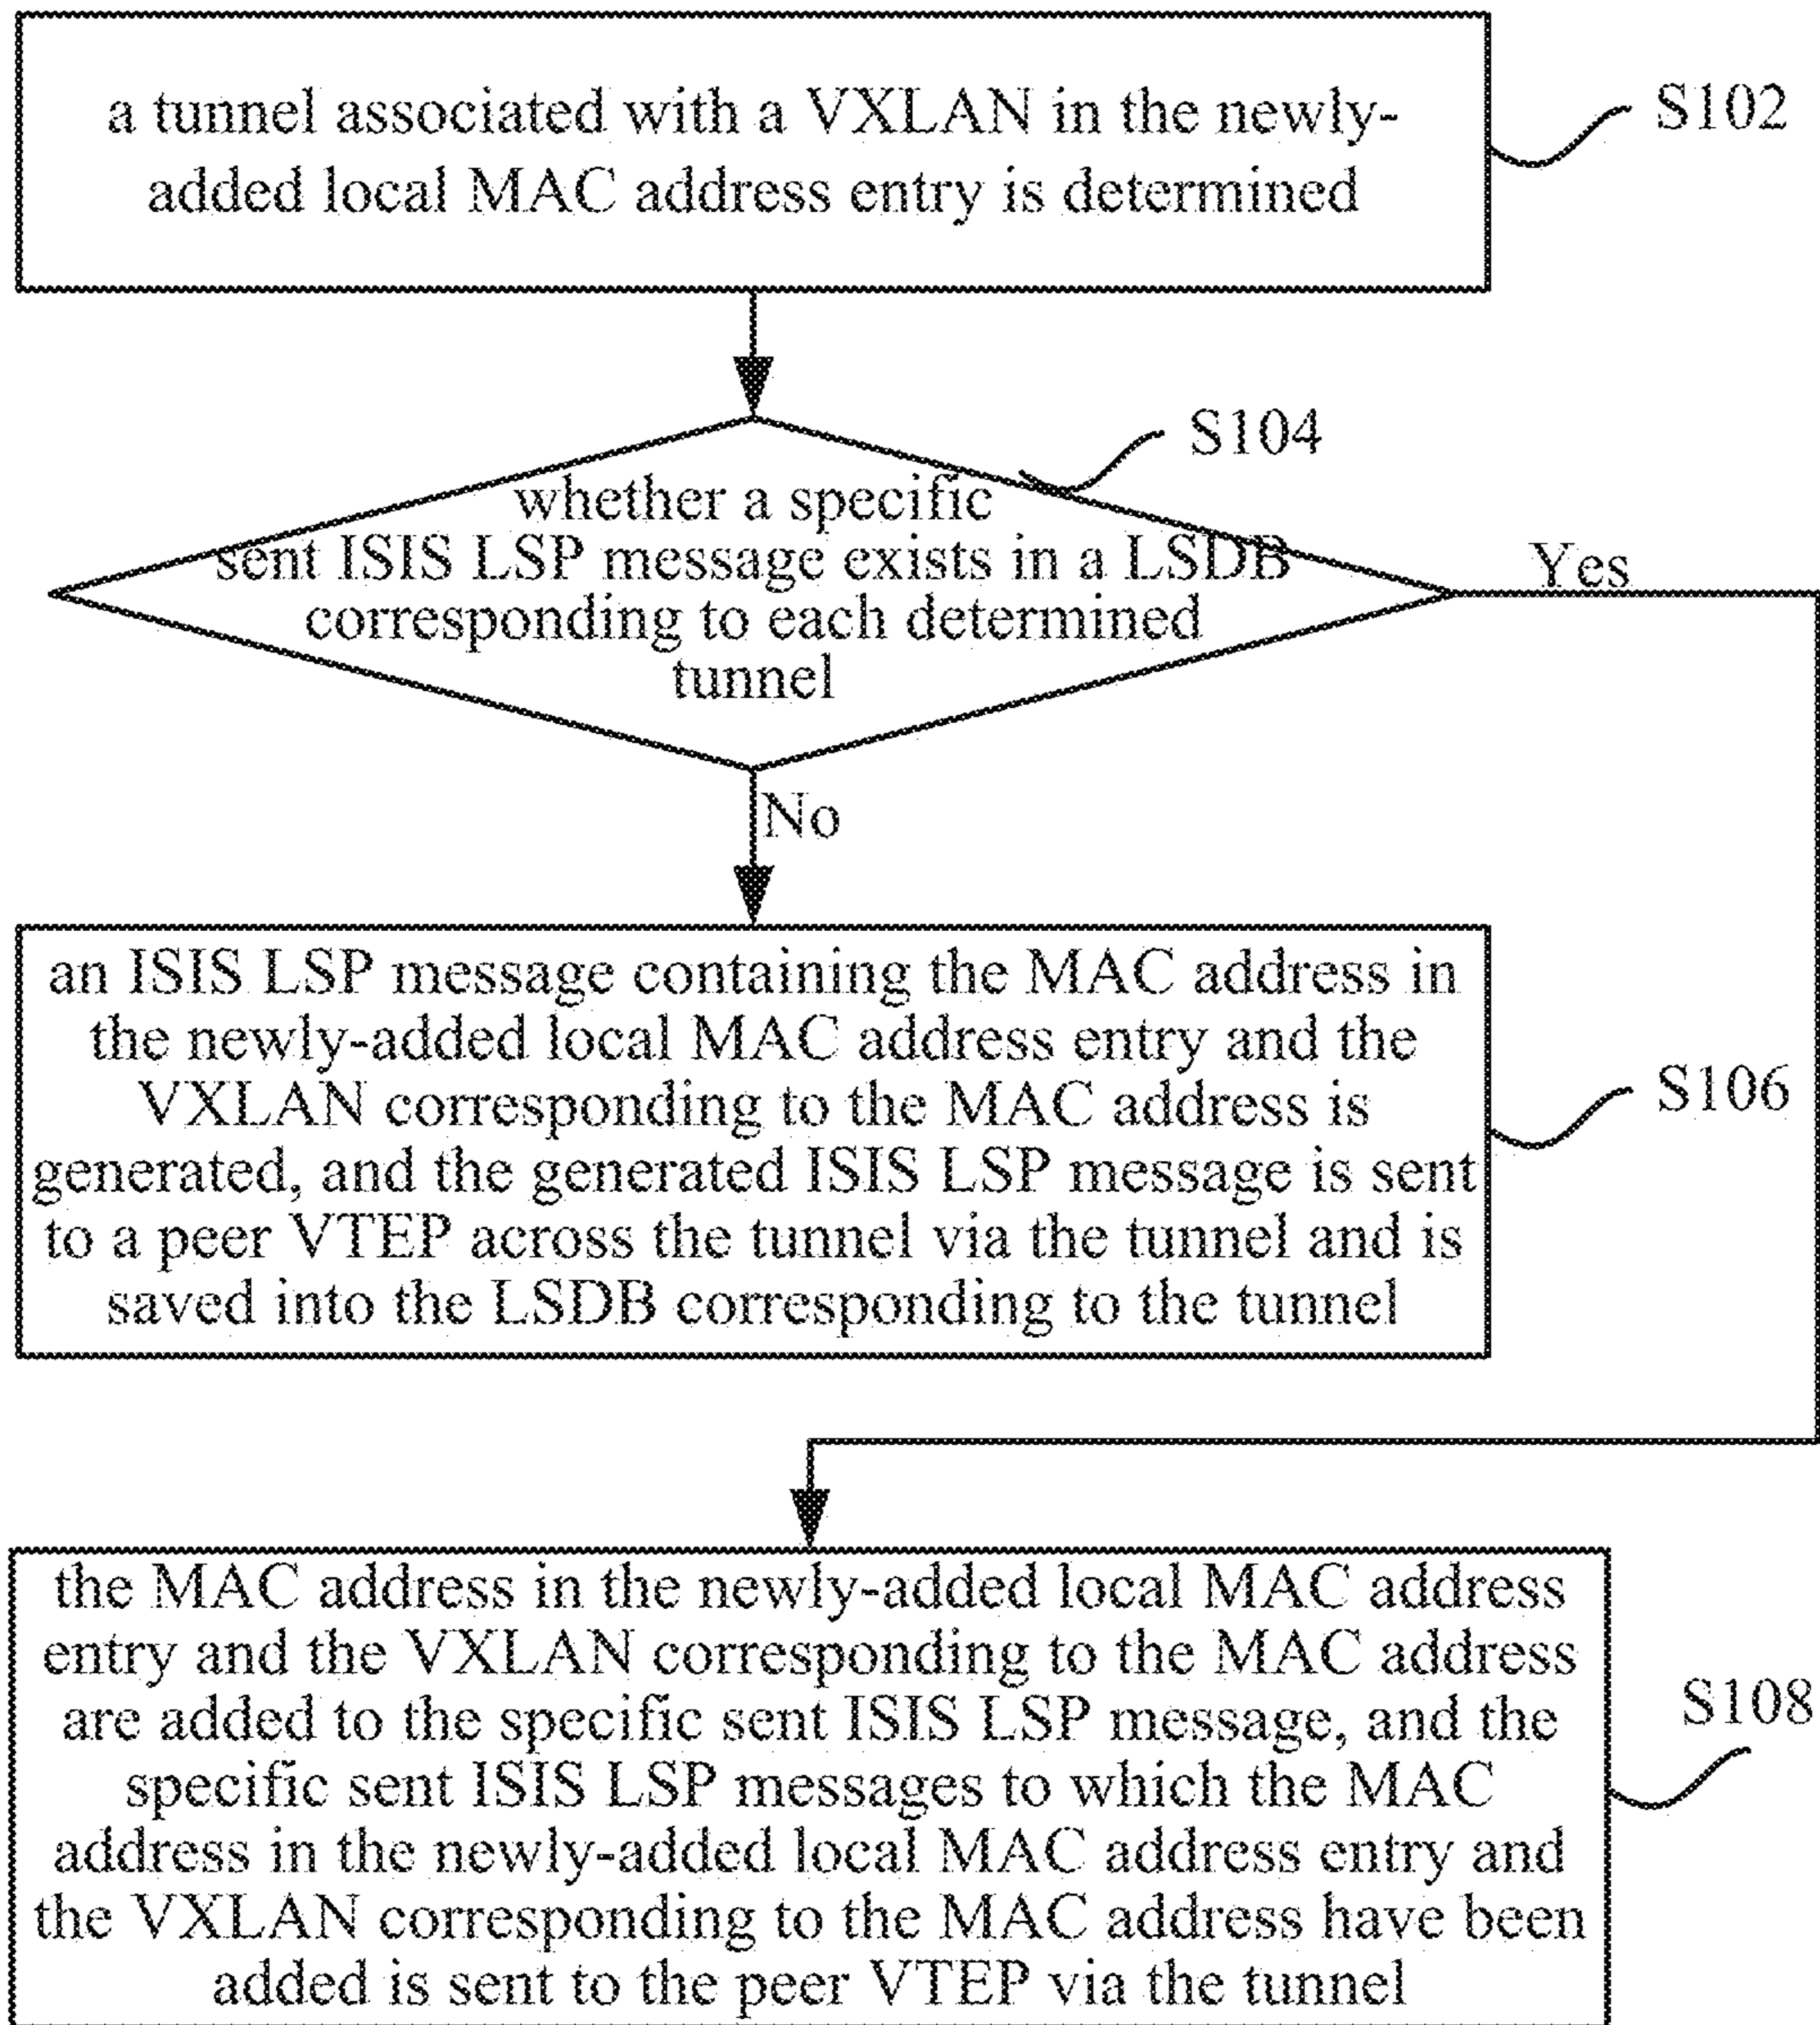 a tunnel associated with a VXLAN in the newly-
added local MAC address entry is determined
S102
S104
whether a specific
sent ISIS LSP message exists in a LSDB
corresponding to each determined
tunnel
Yes
No
an ISIS LSP message containing the MAC address in
the newly-added local MAC address entry and the
VXLAN corresponding to the MAC address is
generated, and the generated ISIS LSP message is sent
to a peer VTEP across the tunnel via the tunnel and is
saved into the LSDB corresponding to the tunnel
S106
the MAC address in the newly-added local MAC address
entry and the VXLAN corresponding to the MAC address
are added to the specific sent ISIS LSP message, and the
specific sent ISIS LSP messages to which the MAC
address in the newly-added local MAC address entry and
the VXLAN corresponding to the MAC address have been
added is sent to the peer VTEP via the tunnel
S108